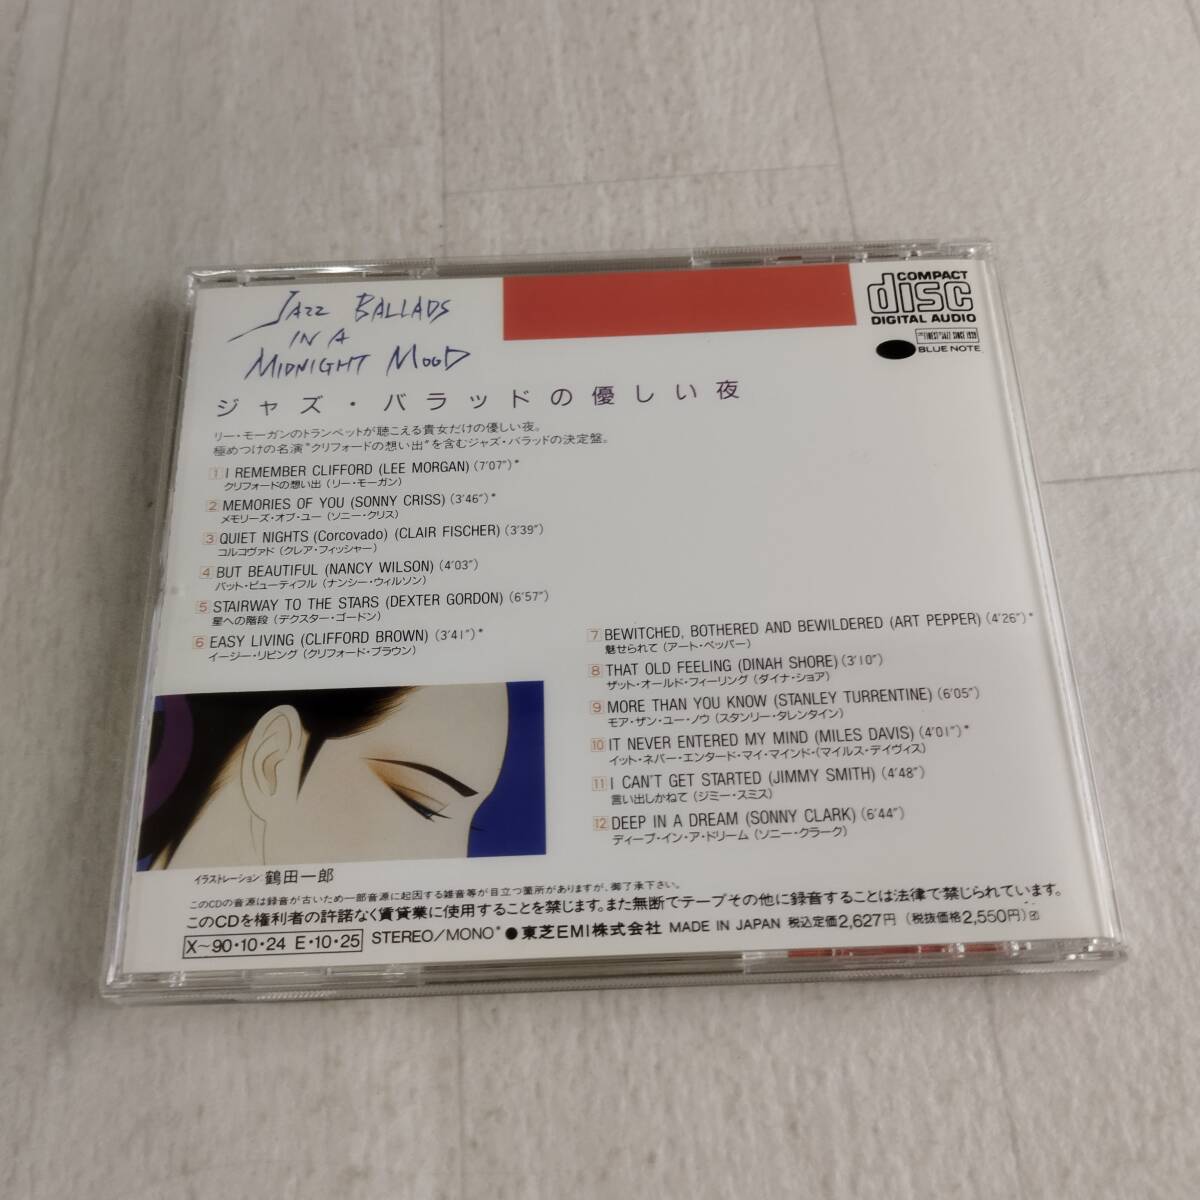 JAZZ BALLADS
IN A
MIDNIGHT MOOD
COMPACT
disc
DIGITAL AUDIO
THE FINEST IN JAZZ SINCE 1939
BLUE NOTE
ジャズ・バラッドの優しい夜
リー・モーガンのトランペットが聴こえる貴女だけの優しい夜。
極めつけの名演"クリフォードの想い出"を含むジャズ・バラッドの決定盤。
1 I REMEMBER CLIFFORD (LEE MORGAN) (7'07")*
クリフォードの想い出 (リー・モーガン)
2 MEMORIES OF YOU (SONNY CRISS) (3'46")*
メモリーズ・オブ・ユー (ソニー・クリス)
3 QUIET NIGHTS (Corcovado) (CLAIR FISCHER) (3'39")
コルコヴァド (クレア・フィッシャー)
4 BUT BEAUTIFUL (NANCY WILSON) (4'03")
バット・ビューティフル (ナンシー・ウィルソン)
5 STAIRWAY TO THE STARS (DEXTER GORDON) (6'57")
星への階段 (デクスター・ゴードン)
6 EASY LIVING (CLIFFORD BROWN) (3'41")*
イージー・リビング (クリフォード・ブラウン)
7 BEWITCHED, BOTHERED AND BEWILDERED (ART PEPPER) (4'26")*
魅せられて (アート・ペッパー)
8 THAT OLD FEELING (DINAH SHORE) (3'10")
ザット・オールド・フィーリング (ダイナ・ショア)
9 MORE THAN YOU KNOW (STANLEY TURRENTINE) (6'05")
モア・ザン・ユー・ノウ (スタンリー・タレンタイン)
10 IT NEVER ENTERED MY MIND (MILES DAVIS) (4'01")*
イット・ネバー・エンタード・マイ・マインド・(マイルス・デイヴィス)
11 I CAN'T GET STARTED (JIMMY SMITH) (4'48")
言い出しかねて (ジミー・スミス)
12 DEEP IN A DREAM (SONNY CLARK) (6'44")
ディープ・イン・ア・ドリーム (ソニー・クラーク)
イラストレーション 鶴田一郎
このCDの音源は録音が古いため一部音源に起因する雑音等が目立つ箇所がありますが、御了承下さい。
このCDを権利者の許諾なく賃貸業に使用することを禁じます。また無断でテープその他に録音することは法律で禁じられています。
X〜90・10・24 E・10・25 STEREO/MONO* ●東芝EMI株式会社 MADE IN JAPAN 税込定価2,627円 (税抜価格2,550円)